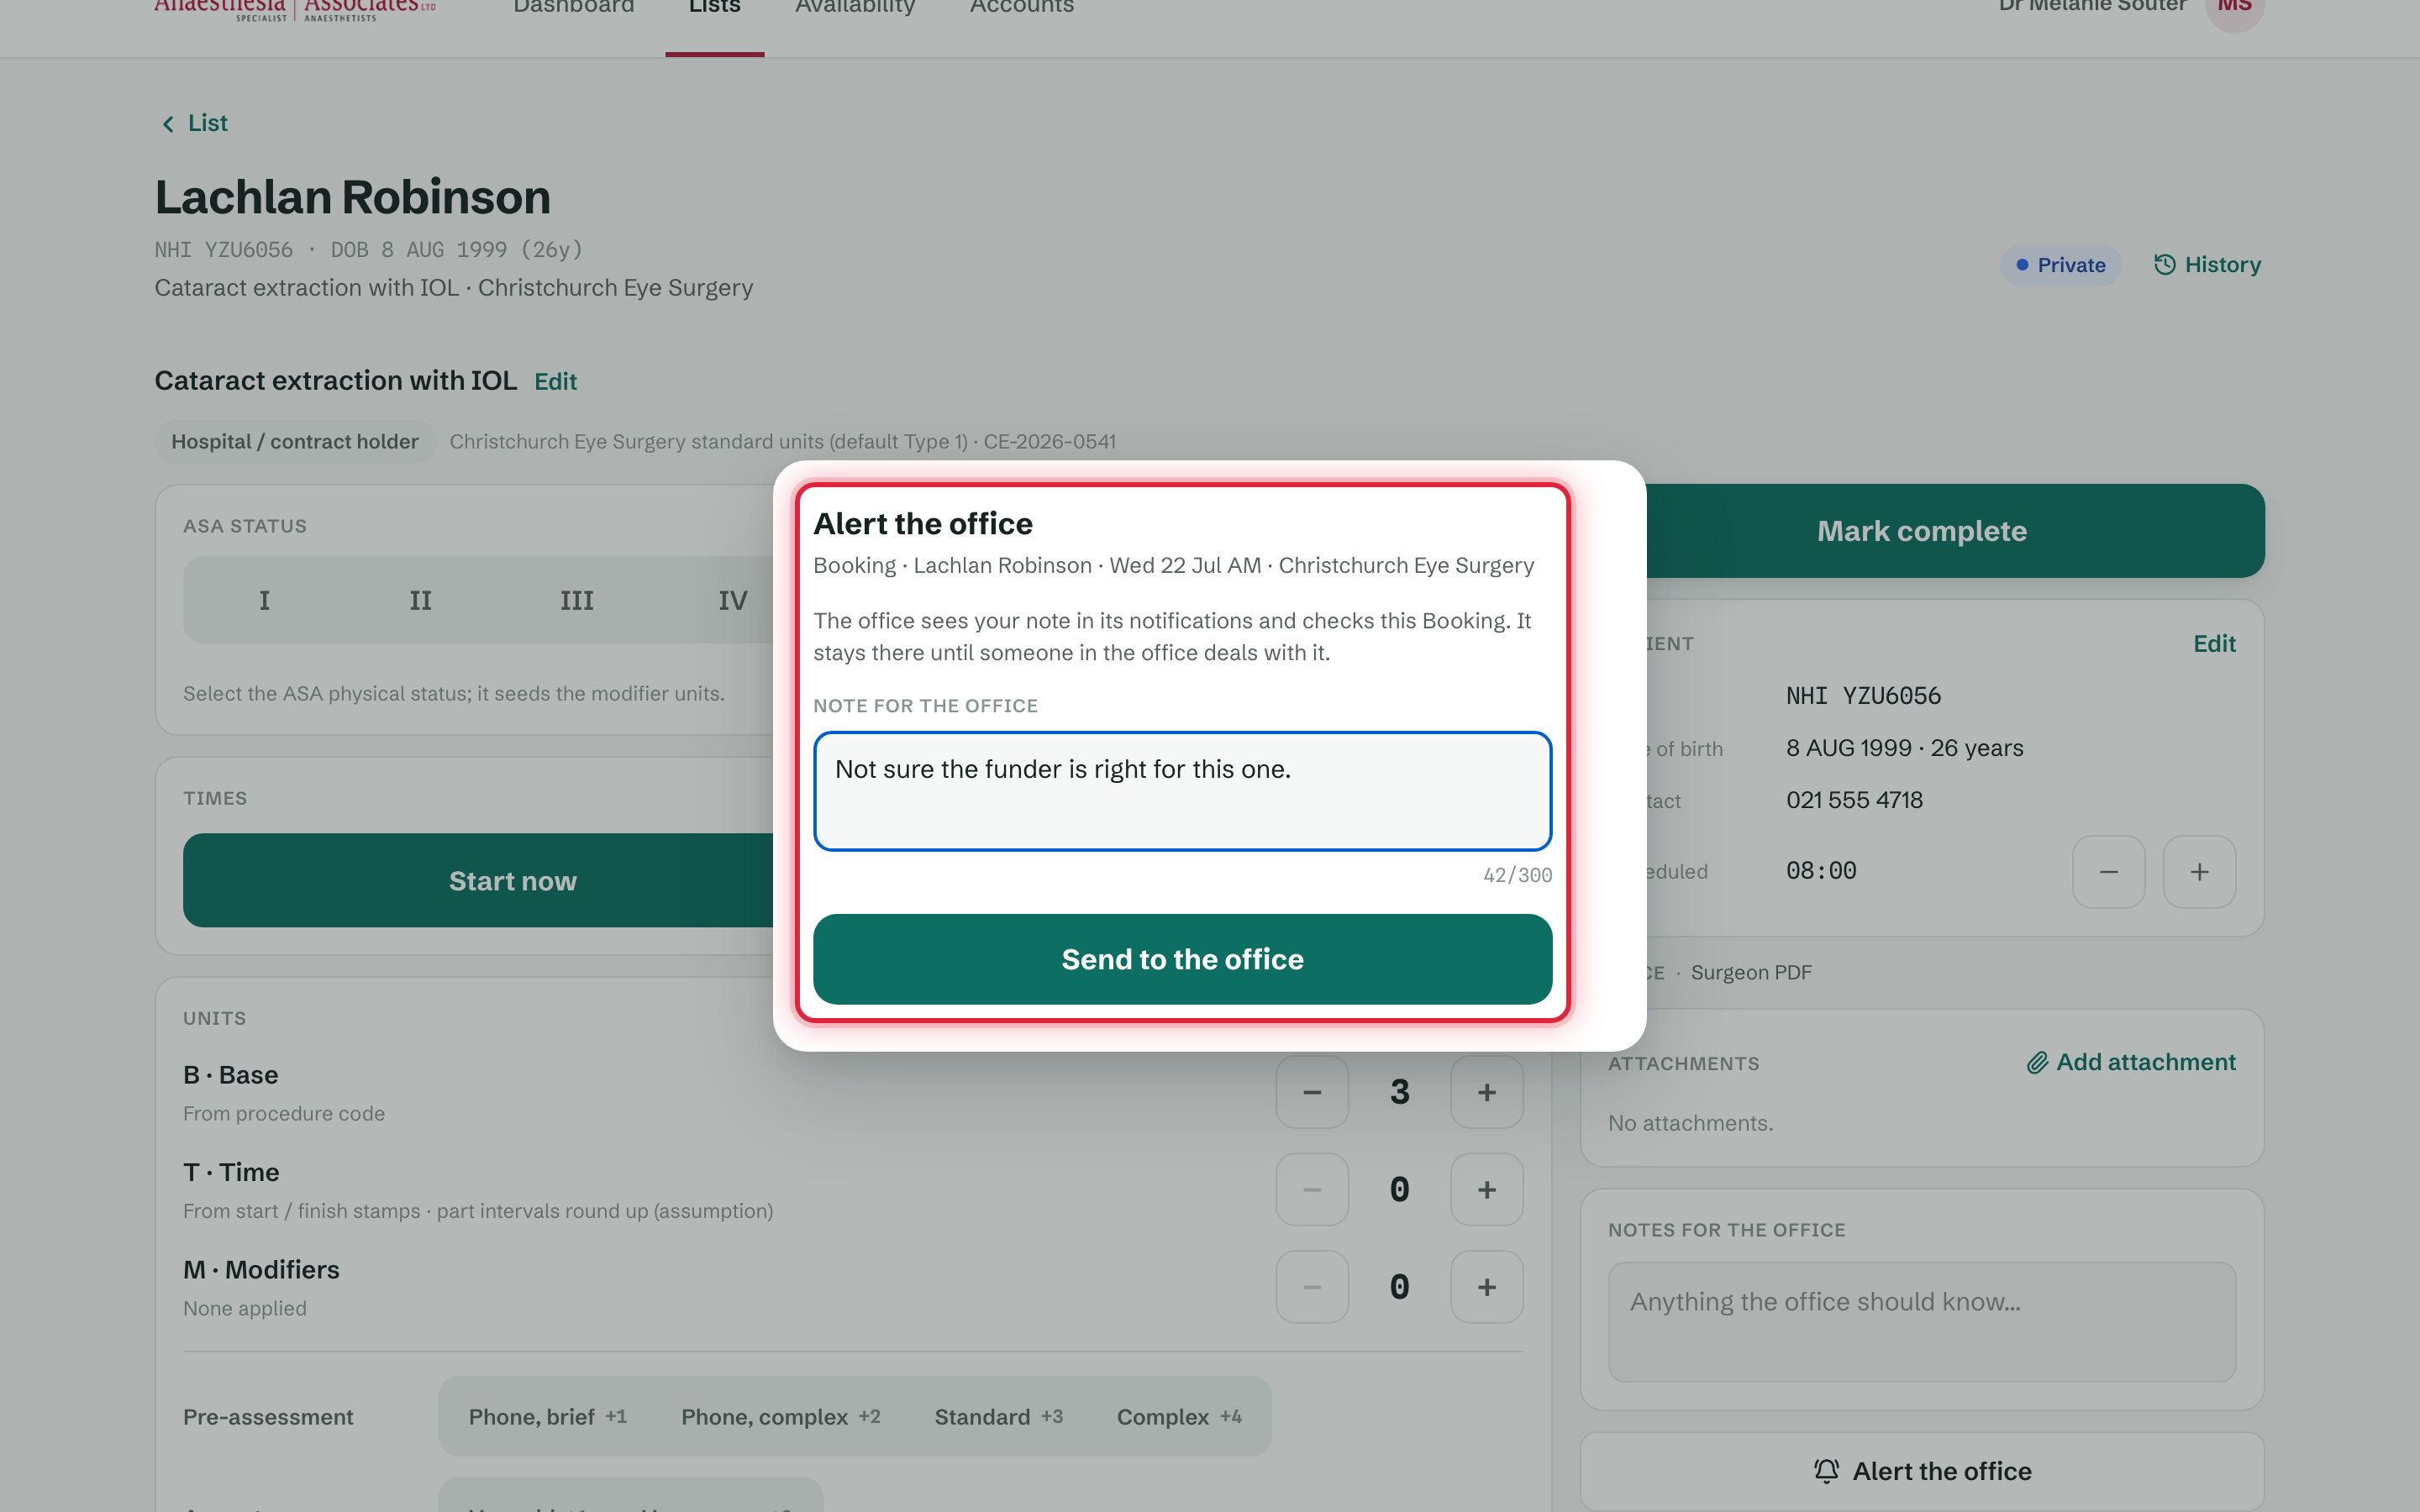 Anaesthesia | Associates LTD
SPECIALIST | ANAESTHETISTS
Dashboard
Lists
Availability
Accounts
Dr Melanie Souter
MS
List
Lachlan Robinson
NHI YZU6056 · DOB 8 AUG 1999 (26y)
Cataract extraction with IOL · Christchurch Eye Surgery
Private
History
Cataract extraction with IOL Edit
Hospital / contract holder Christchurch Eye Surgery standard units (default Type 1) · CE-2026-0541
ASA STATUS
I II III IV
Select the ASA physical status; it seeds the modifier units.
TIMES
Start now
UNITS
B · Base
From procedure code
− 3 +
T · Time
From start / finish stamps · part intervals round up (assumption)
− 0 +
M · Modifiers
None applied
− 0 +
Pre-assessment
Phone, brief +1
Phone, complex +2
Standard +3
Complex +4
Alert the office
Booking · Lachlan Robinson · Wed 22 Jul AM · Christchurch Eye Surgery
The office sees your note in its notifications and checks this Booking. It
stays there until someone in the office deals with it.
NOTE FOR THE OFFICE
Not sure the funder is right for this one.
42/300
Send to the office
Mark complete
Edit
NHI YZU6056
of birth 8 AUG 1999 · 26 years
021 555 4718
08:00
− +
· Surgeon PDF
ATTACHMENTS
Add attachment
No attachments.
NOTES FOR THE OFFICE
Anything the office should know...
Alert the office